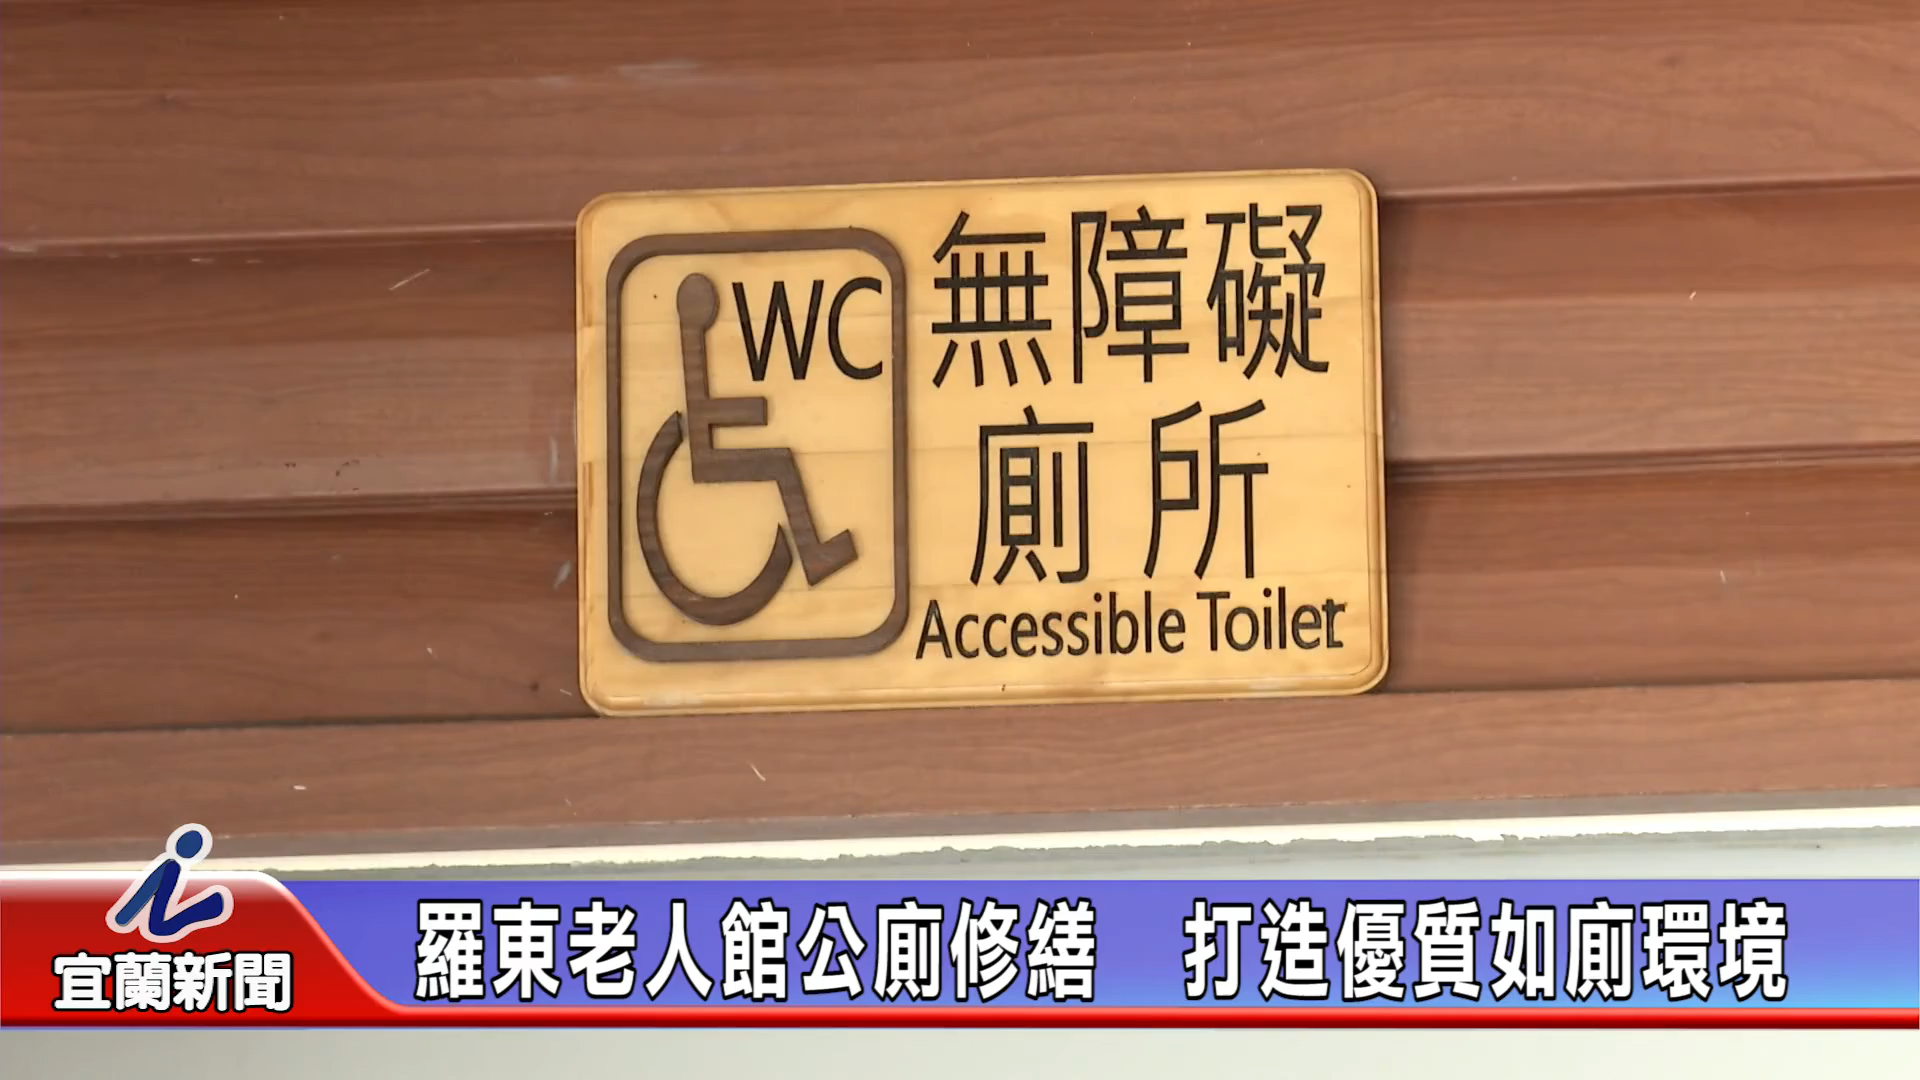 WC
無障礙
廁所
Accessible Toilet
羅東老人館公廁修繕 打造優質如廁環境
宜蘭新聞